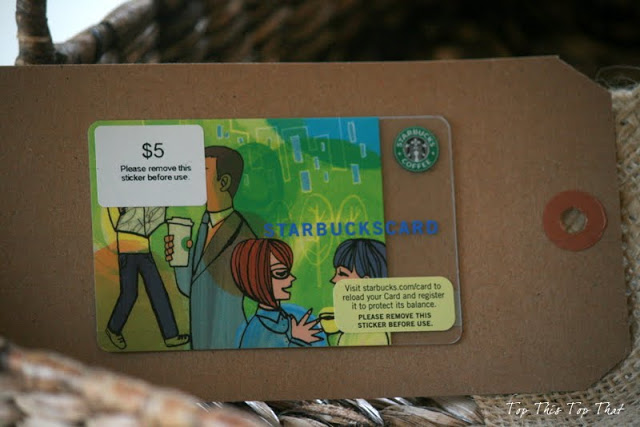 $5
Please remove this
sticker before use.
STARBUCKS
COFFEE
STARBUCKSCARD
Visit starbucks.com/card to
reload your Card and register
it to protect its balance.
PLEASE REMOVE THIS
STICKER BEFORE USE.
Top This Top That